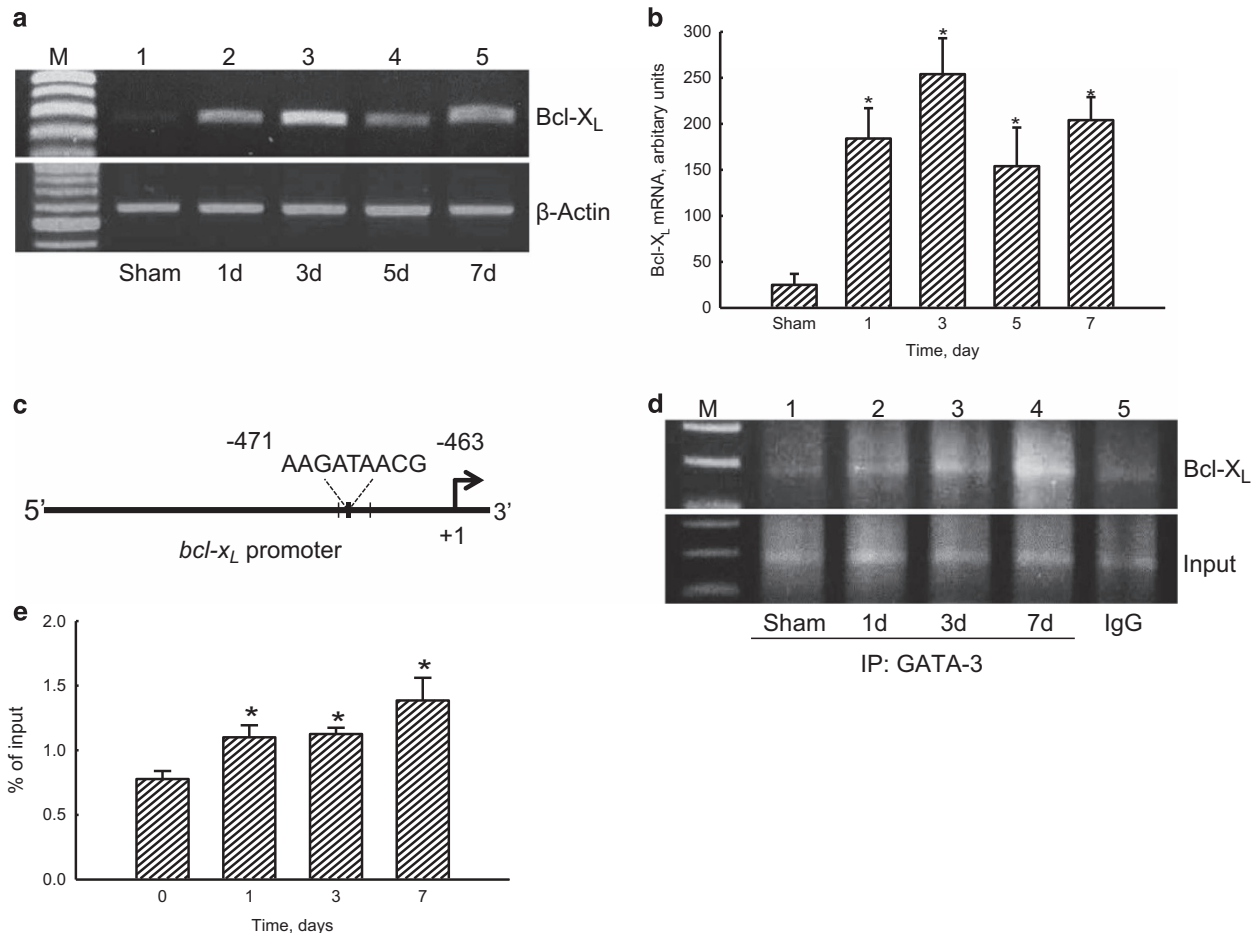 a
M 1 2 3 4 5
Bcl-XL
β-Actin
Sham 1d 3d 5d 7d
b
300
250
200
150
100
50
0
Bcl-XL mRNA, arbitary units
* * * *
Sham 1 3 5 7
Time, day
c
-471 -463
AAGATAACG
5’ 3’
+1
bcl-xL promoter
d
M 1 2 3 4 5
Bcl-XL
Input
Sham 1d 3d 7d IgG
IP: GATA-3
e
2.0
1.5
1.0
0.5
0.0
% of input
* * *
0 1 3 7
Time, days